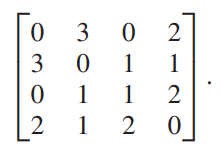 0 3 0 2
3 0 1 1
0 1 1 2
2 1 2 0
.